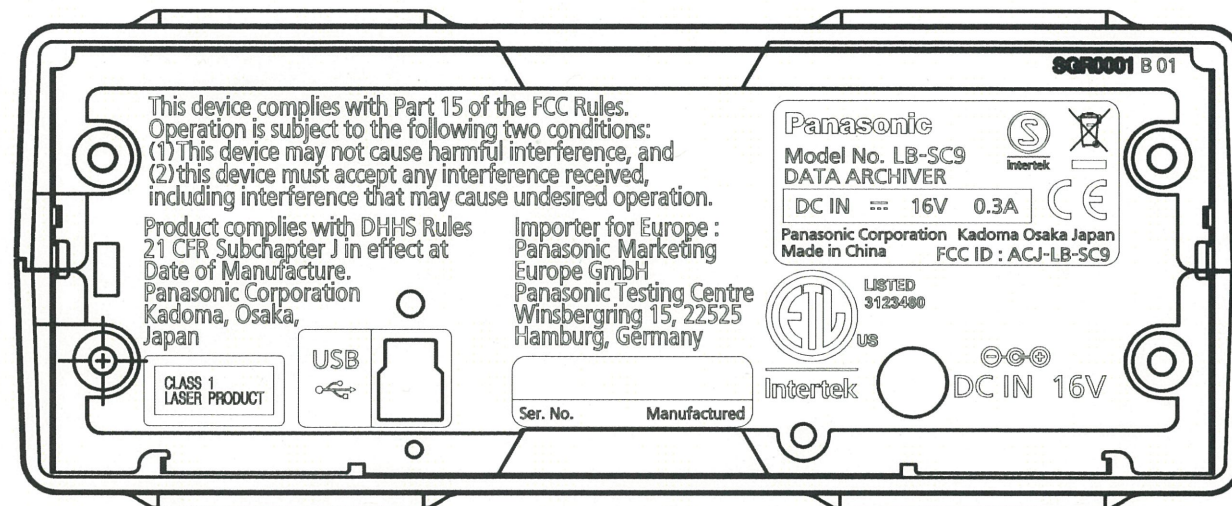 SGR0001 B 01
This device complies with Part 15 of the FCC Rules.
Operation is subject to the following two conditions:
(1) This device may not cause harmful interference, and
(2) this device must accept any interference received,
including interference that may cause undesired operation.
Product complies with DHHS Rules
21 CFR Subchapter J in effect at
Date of Manufacture.
Panasonic Corporation
Kadoma, Osaka,
Japan
Importer for Europe :
Panasonic Marketing
Europe GmbH
Panasonic Testing Centre
Winsbergring 15, 22525
Hamburg, Germany
Panasonic
Model No. LB-SC9
DATA ARCHIVER
S
Intertek
DC IN ⎓ 16V 0.3A
CE
Panasonic Corporation Kadoma Osaka Japan
Made in China FCC ID : ACJ-LB-SC9
CLASS 1
LASER PRODUCT
USB
Ser. No. Manufactured
ETL
LISTED
3123480
US
Intertek
DC IN 16V